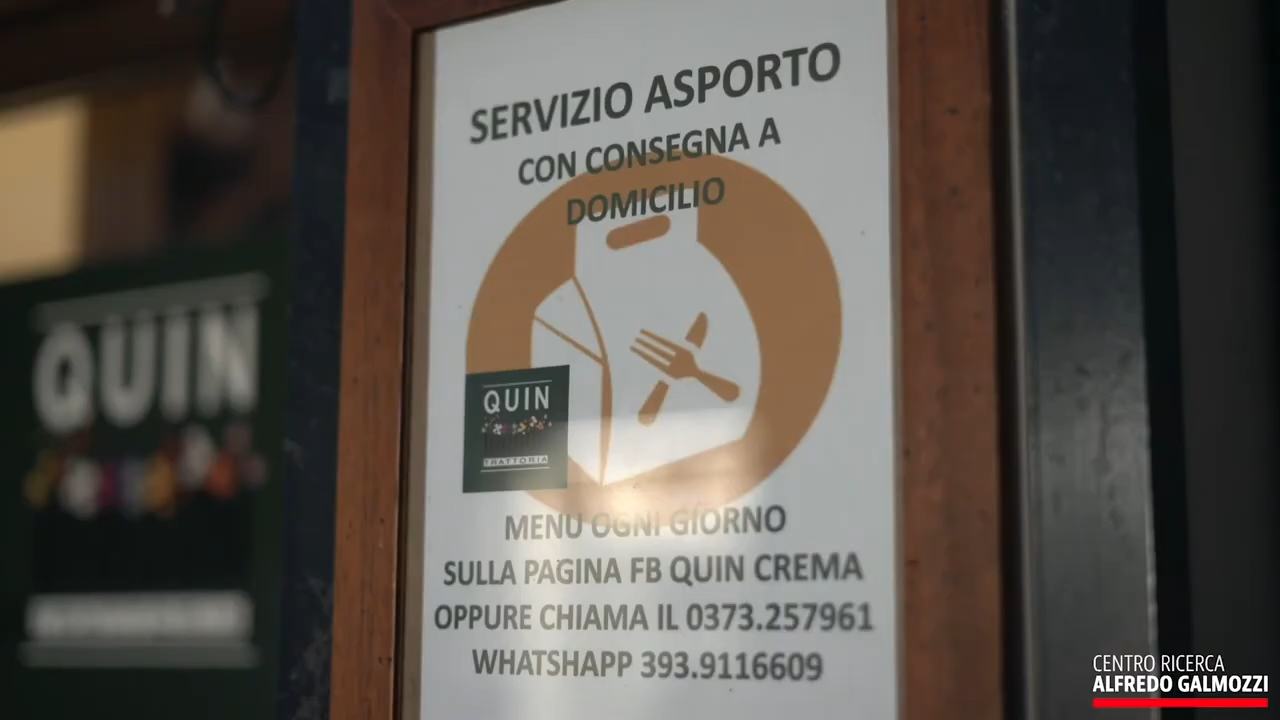 SERVIZIO ASPORTO
CON CONSEGNA A
DOMICILIO
QUIN
TRATTORIA
MENU OGNI GIORNO
SULLA PAGINA FB QUIN CREMA
OPPURE CHIAMA IL 0373.257961
WHATSHAPP 393.9116609
QUIN
CENTRO RICERCA
ALFREDO GALMOZZI